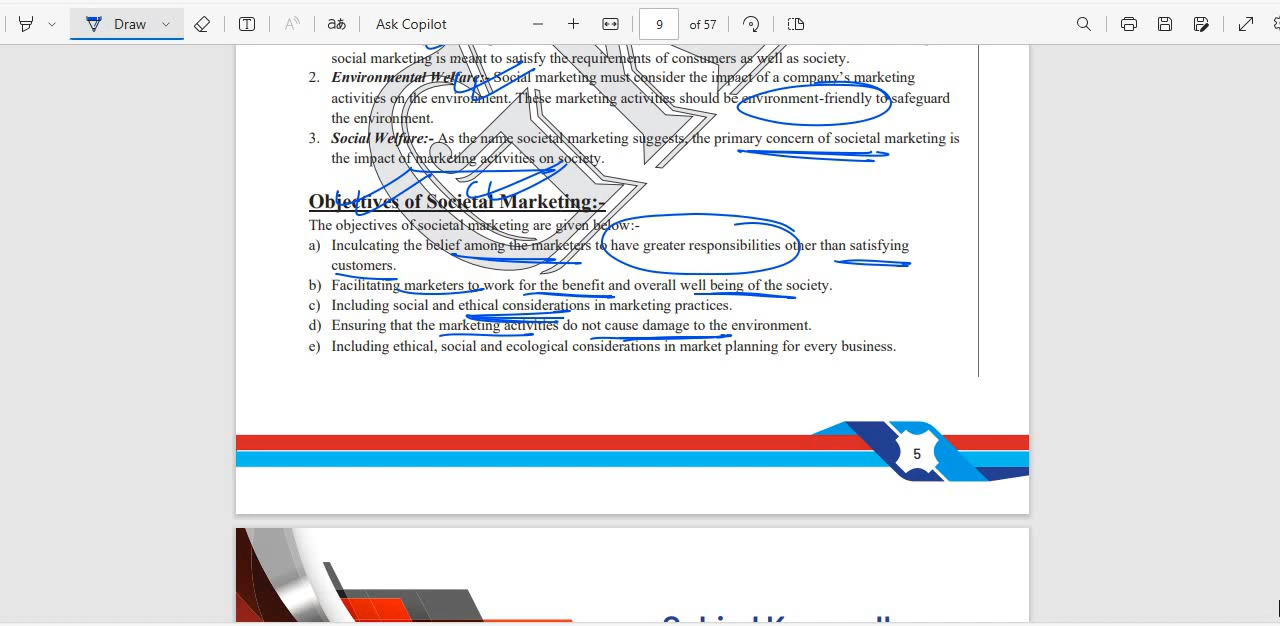 Draw
aあ
Ask Copilot
9 of 57
social marketing is meant to satisfy the requirements of consumers as well as society.
2. Environmental Welfare:- Social marketing must consider the impact of a company's marketing
activities on the environment. These marketing activities should be environment-friendly to safeguard
the environment.
3. Social Welfare:- As the name societal marketing suggests, the primary concern of societal marketing is
the impact of marketing activities on society.
Objectives of Societal Marketing:-
The objectives of societal marketing are given below:-
a) Inculcating the belief among the marketers to have greater responsibilities other than satisfying
customers.
b) Facilitating marketers to work for the benefit and overall well being of the society.
c) Including social and ethical considerations in marketing practices.
d) Ensuring that the marketing activities do not cause damage to the environment.
e) Including ethical, social and ecological considerations in market planning for every business.
5